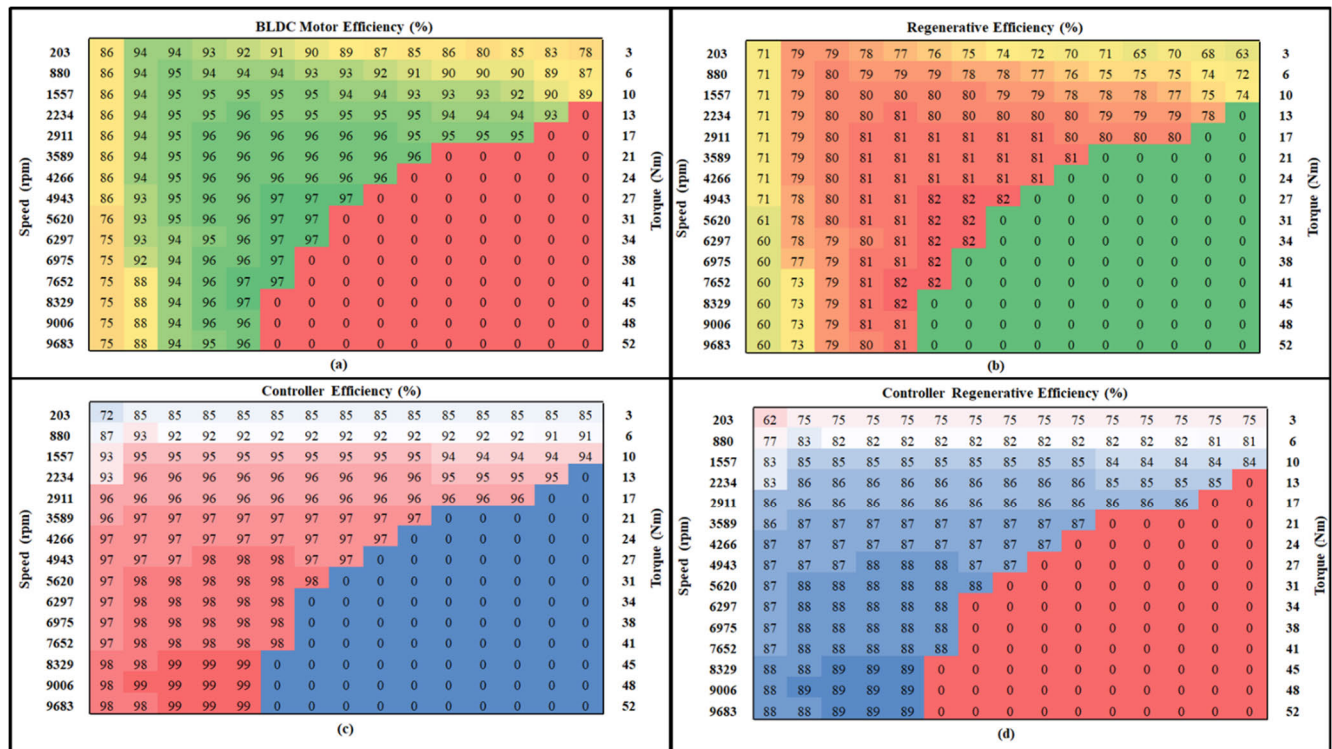 BLDC Motor Efficiency (%)
Speed (rpm)
203 86 94 94 93 92 91 90 89 87 85 86 80 85 83 78 3
880 86 94 95 94 94 94 93 93 92 91 90 90 90 89 87 6
1557 86 94 95 95 95 95 95 94 94 93 93 93 92 90 89 10
2234 86 94 95 95 96 95 95 95 95 95 94 94 94 93 0 13
2911 86 94 95 96 96 96 96 96 96 95 95 95 95 0 0 17
3589 86 94 95 96 96 96 96 96 96 96 0 0 0 0 0 21
4266 86 94 95 96 96 96 96 96 96 0 0 0 0 0 0 24
4943 86 93 95 96 96 97 97 97 0 0 0 0 0 0 0 27
5620 76 93 95 96 96 97 97 0 0 0 0 0 0 0 0 31
6297 75 93 94 95 96 97 97 0 0 0 0 0 0 0 0 34
6975 75 92 94 96 96 97 0 0 0 0 0 0 0 0 0 38
7652 75 88 94 96 97 97 0 0 0 0 0 0 0 0 0 41
8329 75 88 94 96 97 0 0 0 0 0 0 0 0 0 0 45
9006 75 88 94 96 96 0 0 0 0 0 0 0 0 0 0 48
9683 75 88 94 95 96 0 0 0 0 0 0 0 0 0 0 52
Torque (Nm)
(a)
Regenerative Efficiency (%)
Speed (rpm)
203 71 79 79 78 77 76 75 74 72 70 71 65 70 68 63 3
880 71 79 80 79 79 79 78 78 77 76 75 75 75 74 72 6
1557 71 79 80 80 80 80 80 79 79 78 78 78 77 75 74 10
2234 71 79 80 80 81 80 80 80 80 80 79 79 79 78 0 13
2911 71 79 80 81 81 81 81 81 81 80 80 80 80 0 0 17
3589 71 79 80 81 81 81 81 81 81 81 0 0 0 0 0 21
4266 71 79 80 81 81 81 81 81 81 0 0 0 0 0 0 24
4943 71 78 80 81 81 82 82 82 0 0 0 0 0 0 0 27
5620 61 78 80 81 81 82 82 0 0 0 0 0 0 0 0 31
6297 60 78 79 80 81 82 82 0 0 0 0 0 0 0 0 34
6975 60 77 79 81 81 82 0 0 0 0 0 0 0 0 0 38
7652 60 73 79 81 82 82 0 0 0 0 0 0 0 0 0 41
8329 60 73 79 81 82 0 0 0 0 0 0 0 0 0 0 45
9006 60 73 79 81 81 0 0 0 0 0 0 0 0 0 0 48
9683 60 73 79 80 81 0 0 0 0 0 0 0 0 0 0 52
Torque (Nm)
(b)
Controller Efficiency (%)
Speed (rpm)
203 72 85 85 85 85 85 85 85 85 85 85 85 85 85 85 3
880 87 93 92 92 92 92 92 92 92 92 92 92 92 91 91 6
1557 93 95 95 95 95 95 95 95 95 95 94 94 94 94 94 10
2234 93 96 96 96 96 96 96 96 96 96 95 95 95 95 0 13
2911 96 96 96 96 96 96 96 96 96 96 96 96 96 0 0 17
3589 96 97 97 97 97 97 97 97 97 97 0 0 0 0 0 21
4266 97 97 97 97 97 97 97 97 97 0 0 0 0 0 0 24
4943 97 97 97 98 98 98 97 97 0 0 0 0 0 0 0 27
5620 97 98 98 98 98 98 98 0 0 0 0 0 0 0 0 31
6297 97 98 98 98 98 98 0 0 0 0 0 0 0 0 0 34
6975 97 98 98 98 98 98 0 0 0 0 0 0 0 0 0 38
7652 97 98 98 98 98 98 0 0 0 0 0 0 0 0 0 41
8329 98 98 99 99 99 0 0 0 0 0 0 0 0 0 0 45
9006 98 99 99 99 99 0 0 0 0 0 0 0 0 0 0 48
9683 98 98 99 99 99 0 0 0 0 0 0 0 0 0 0 52
Torque (Nm)
(c)
Controller Regenerative Efficiency (%)
Speed (rpm)
203 62 75 75 75 75 75 75 75 75 75 75 75 75 75 75 3
880 77 83 82 82 82 82 82 82 82 82 82 82 82 81 81 6
1557 83 85 85 85 85 85 85 85 85 85 84 84 84 84 84 10
2234 83 86 86 86 86 86 86 86 86 86 85 85 85 85 0 13
2911 86 86 86 86 86 86 86 86 86 86 86 86 86 0 0 17
3589 86 87 87 87 87 87 87 87 87 87 0 0 0 0 0 21
4266 87 87 87 87 87 87 87 87 87 0 0 0 0 0 0 24
4943 87 87 87 88 88 88 87 87 0 0 0 0 0 0 0 27
5620 87 88 88 88 88 88 88 0 0 0 0 0 0 0 0 31
6297 87 88 88 88 88 88 0 0 0 0 0 0 0 0 0 34
6975 87 88 88 88 88 88 0 0 0 0 0 0 0 0 0 38
7652 87 88 88 88 88 88 0 0 0 0 0 0 0 0 0 41
8329 88 88 89 89 89 0 0 0 0 0 0 0 0 0 0 45
9006 88 89 89 89 89 0 0 0 0 0 0 0 0 0 0 48
9683 88 88 89 89 89 0 0 0 0 0 0 0 0 0 0 52
Torque (Nm)
(d)